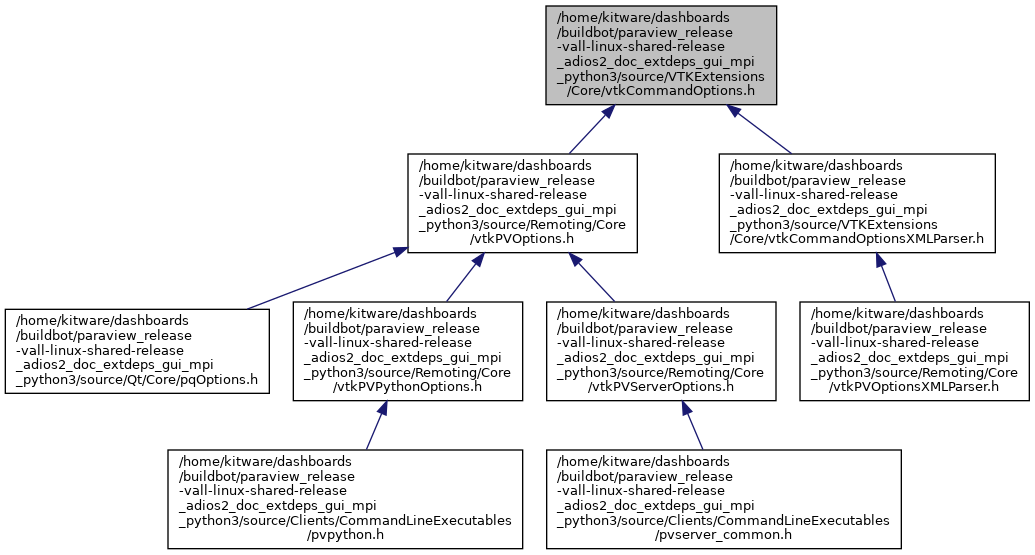 /home/kitware/dashboards
/buildbot/paraview_release
-vall-linux-shared-release
_adios2_doc_extdeps_gui_mpi
_python3/source/VTKExtensions
/Core/vtkCommandOptions.h
/home/kitware/dashboards
/buildbot/paraview_release
-vall-linux-shared-release
_adios2_doc_extdeps_gui_mpi
_python3/source/Remoting/Core
/vtkPVOptions.h
/home/kitware/dashboards
/buildbot/paraview_release
-vall-linux-shared-release
_adios2_doc_extdeps_gui_mpi
_python3/source/VTKExtensions
/Core/vtkCommandOptionsXMLParser.h
/home/kitware/dashboards
/buildbot/paraview_release
-vall-linux-shared-release
_adios2_doc_extdeps_gui_mpi
_python3/source/Qt/Core/pqOptions.h
/home/kitware/dashboards
/buildbot/paraview_release
-vall-linux-shared-release
_adios2_doc_extdeps_gui_mpi
_python3/source/Remoting/Core
/vtkPVPythonOptions.h
/home/kitware/dashboards
/buildbot/paraview_release
-vall-linux-shared-release
_adios2_doc_extdeps_gui_mpi
_python3/source/Remoting/Core
/vtkPVServerOptions.h
/home/kitware/dashboards
/buildbot/paraview_release
-vall-linux-shared-release
_adios2_doc_extdeps_gui_mpi
_python3/source/Remoting/Core
/vtkPVOptionsXMLParser.h
/home/kitware/dashboards
/buildbot/paraview_release
-vall-linux-shared-release
_adios2_doc_extdeps_gui_mpi
_python3/source/Clients/CommandLineExecutables
/pvpython.h
/home/kitware/dashboards
/buildbot/paraview_release
-vall-linux-shared-release
_adios2_doc_extdeps_gui_mpi
_python3/source/Clients/CommandLineExecutables
/pvserver_common.h